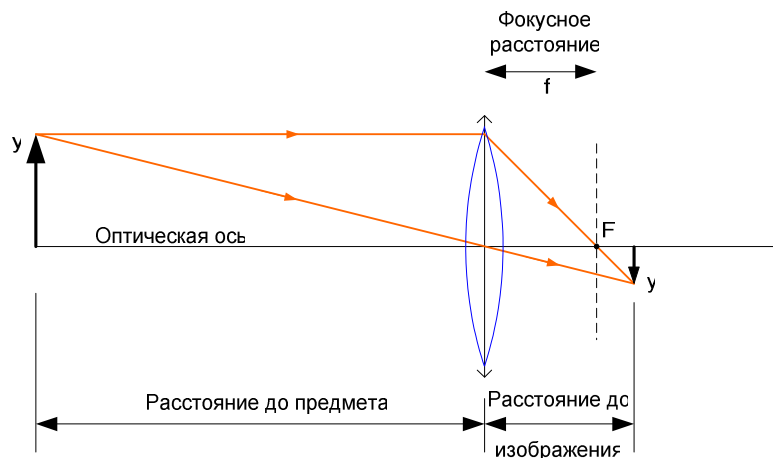 Фокусное
расстояние
f
y
F
Оптическая ось
y
Расстояние до предмета
Расстояние до
изображения